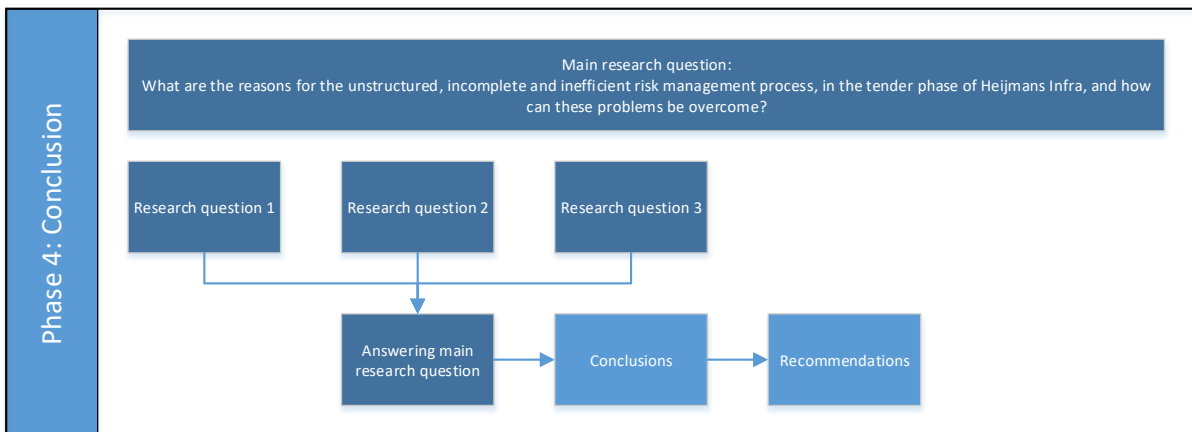 Phase 4: Conclusion
Main research question:
What are the reasons for the unstructured, incomplete and inefficient risk management process, in the tender phase of Heijmans Infra, and how
can these problems be overcome?
Research question 1
Research question 2
Research question 3
Answering main
research question
Conclusions
Recommendations